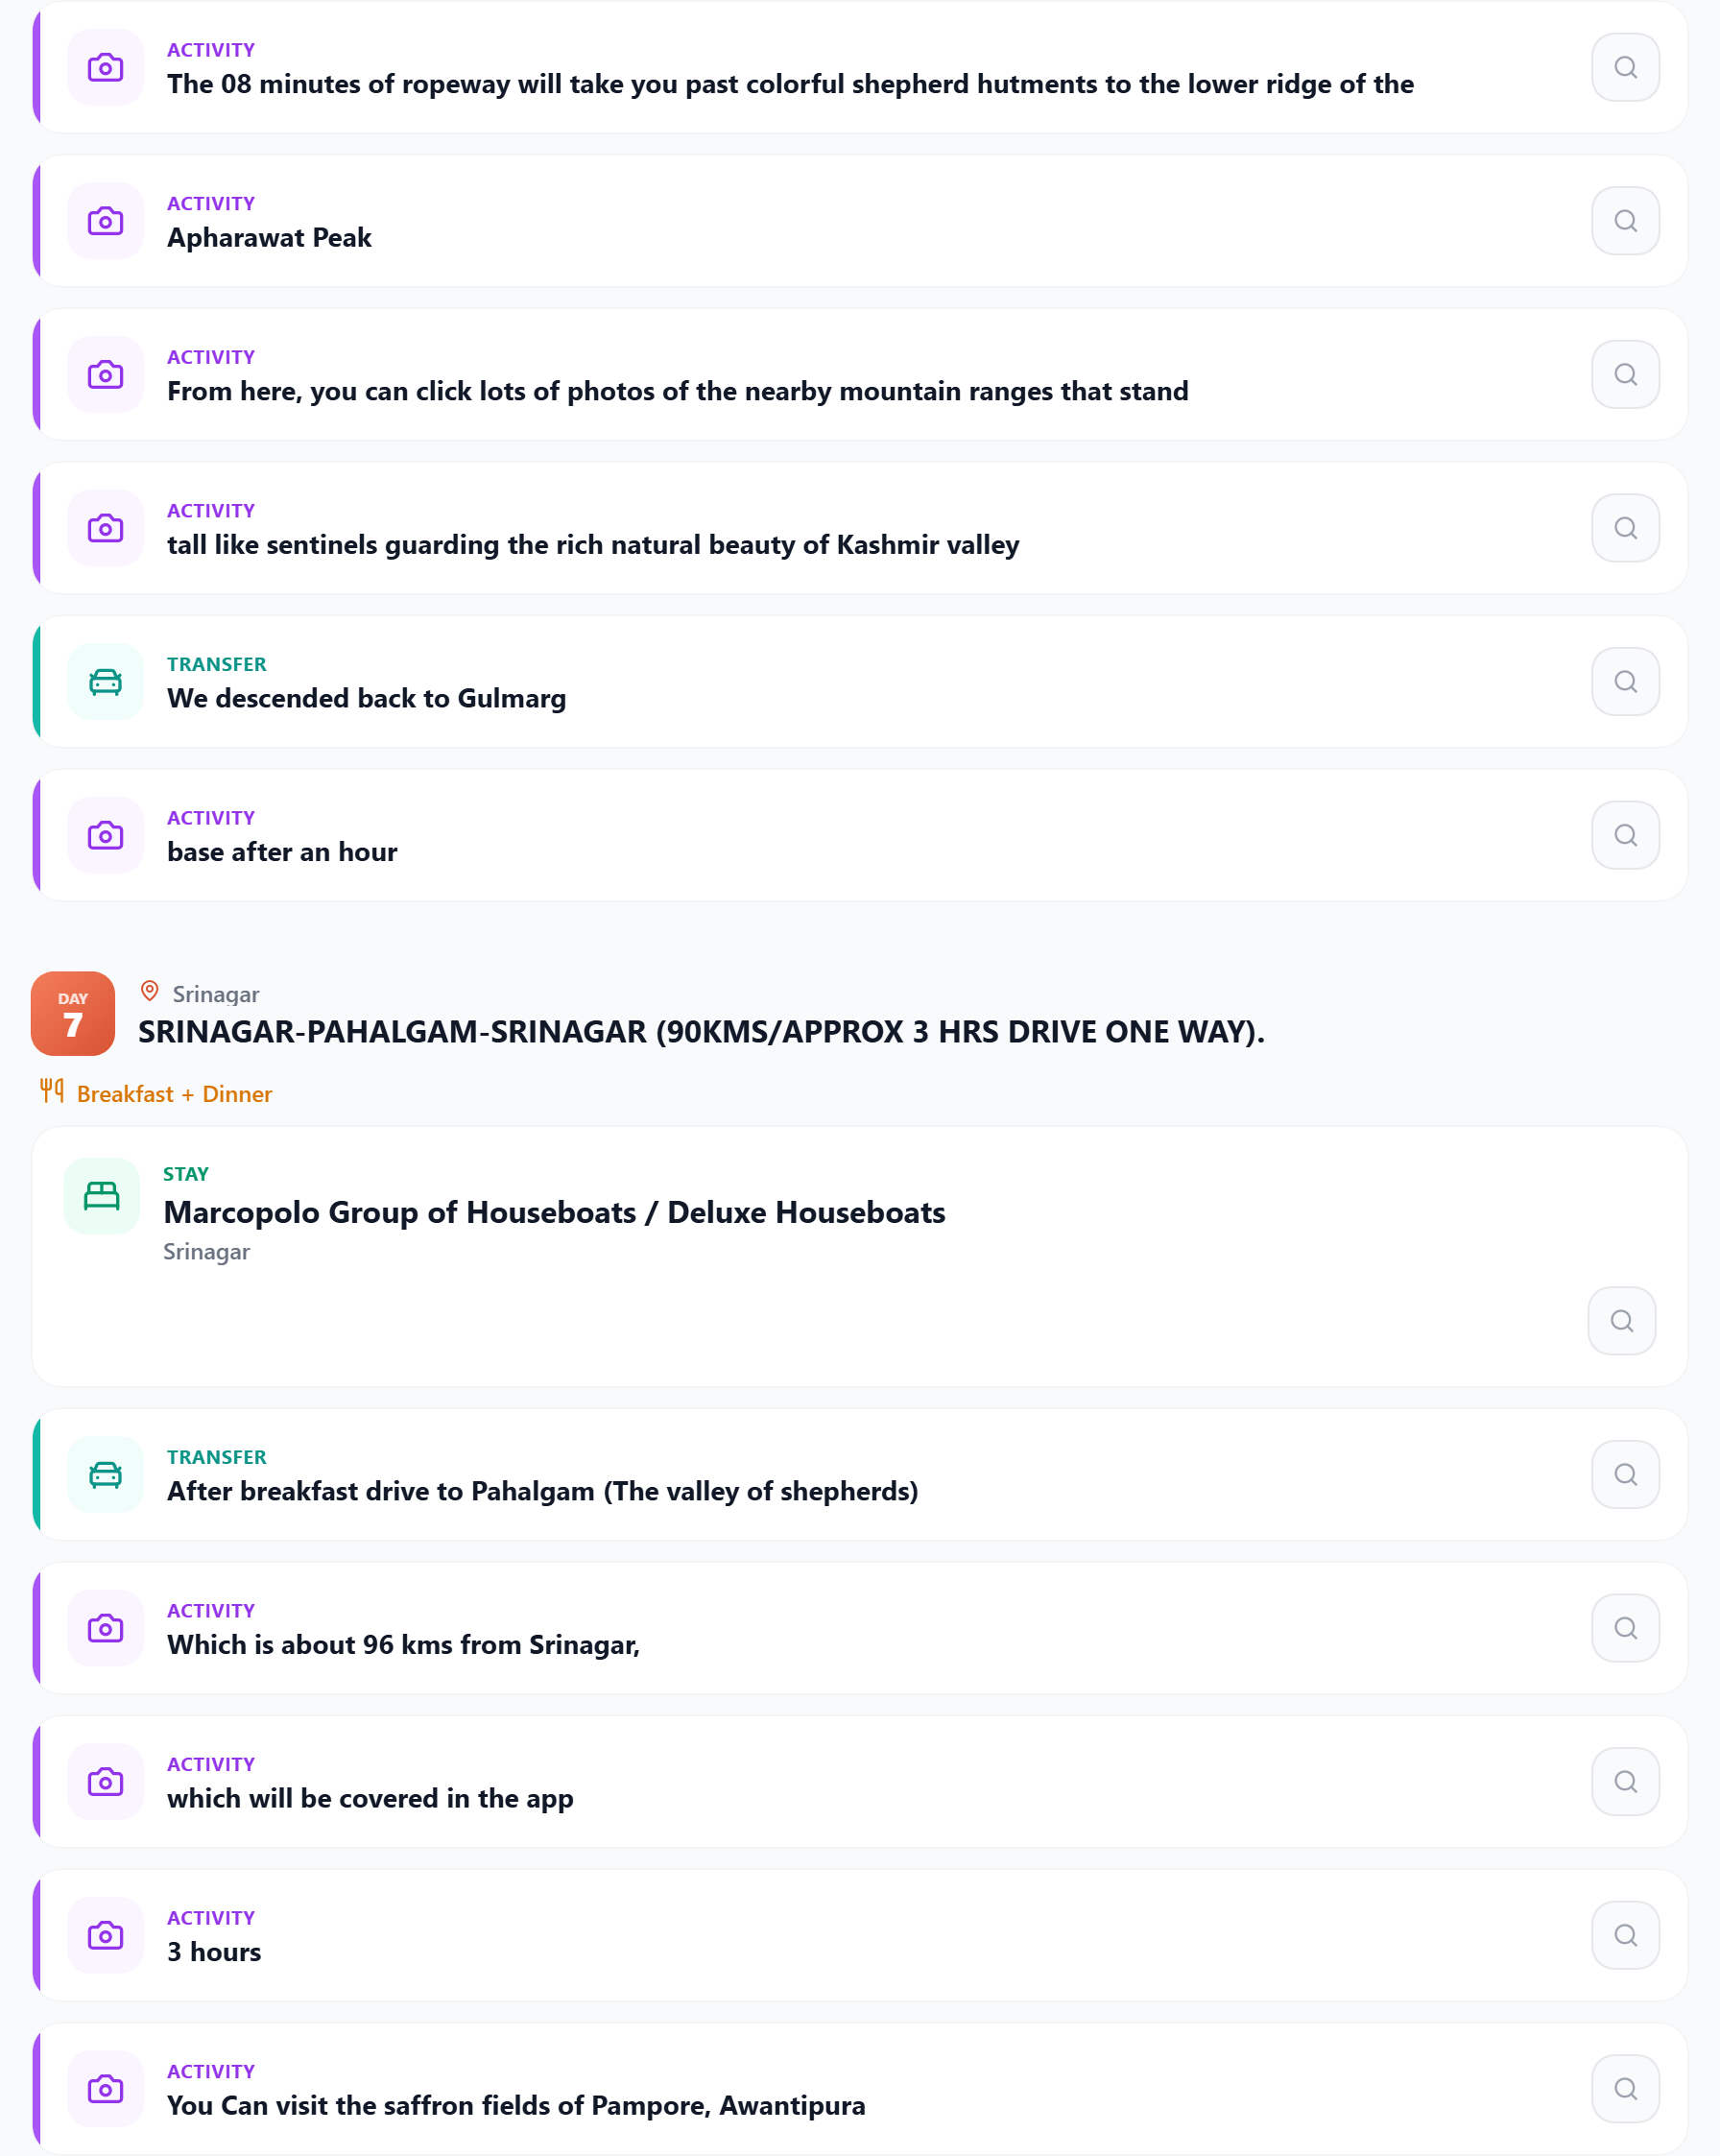 ACTIVITY
The 08 minutes of ropeway will take you past colorful shepherd hutments to the lower ridge of the
ACTIVITY
Apharawat Peak
ACTIVITY
From here, you can click lots of photos of the nearby mountain ranges that stand
ACTIVITY
tall like sentinels guarding the rich natural beauty of Kashmir valley
TRANSFER
We descended back to Gulmarg
ACTIVITY
base after an hour
DAY
7
Srinagar
SRINAGAR-PAHALGAM-SRINAGAR (90KMS/APPROX 3 HRS DRIVE ONE WAY).
Breakfast + Dinner
STAY
Marcopolo Group of Houseboats / Deluxe Houseboats
Srinagar
TRANSFER
After breakfast drive to Pahalgam (The valley of shepherds)
ACTIVITY
Which is about 96 kms from Srinagar,
ACTIVITY
which will be covered in the app
ACTIVITY
3 hours
ACTIVITY
You Can visit the saffron fields of Pampore, Awantipura